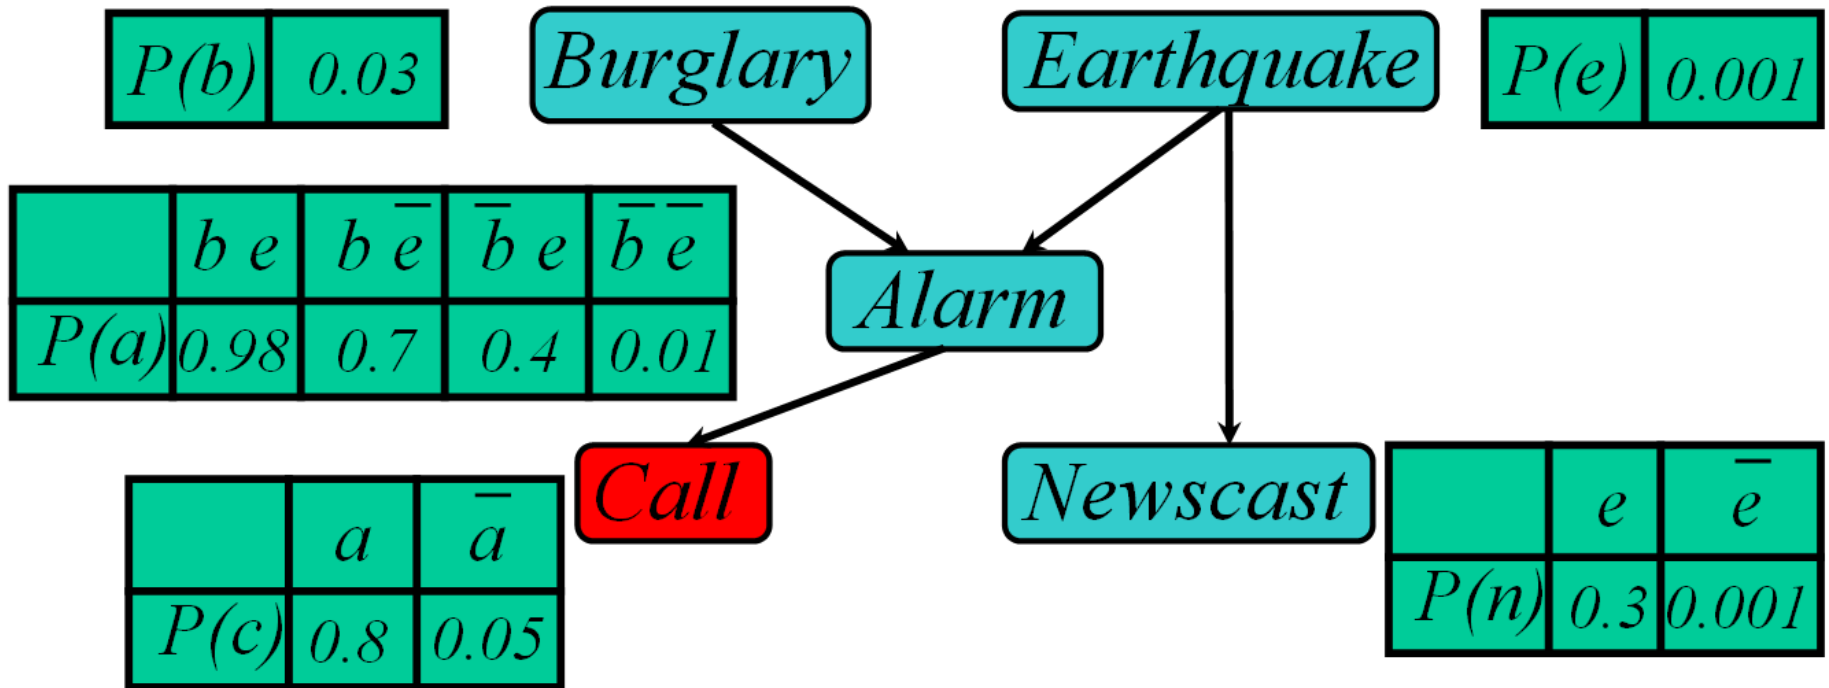 P(b) 0.03
Burglary
Earthquake
P(e) 0.001
b e b e̅ b̅ e b̅ e̅
P(a) 0.98 0.7 0.4 0.01
Alarm
Call
Newscast
a a̅
P(c) 0.8 0.05
e e̅
P(n) 0.3 0.001